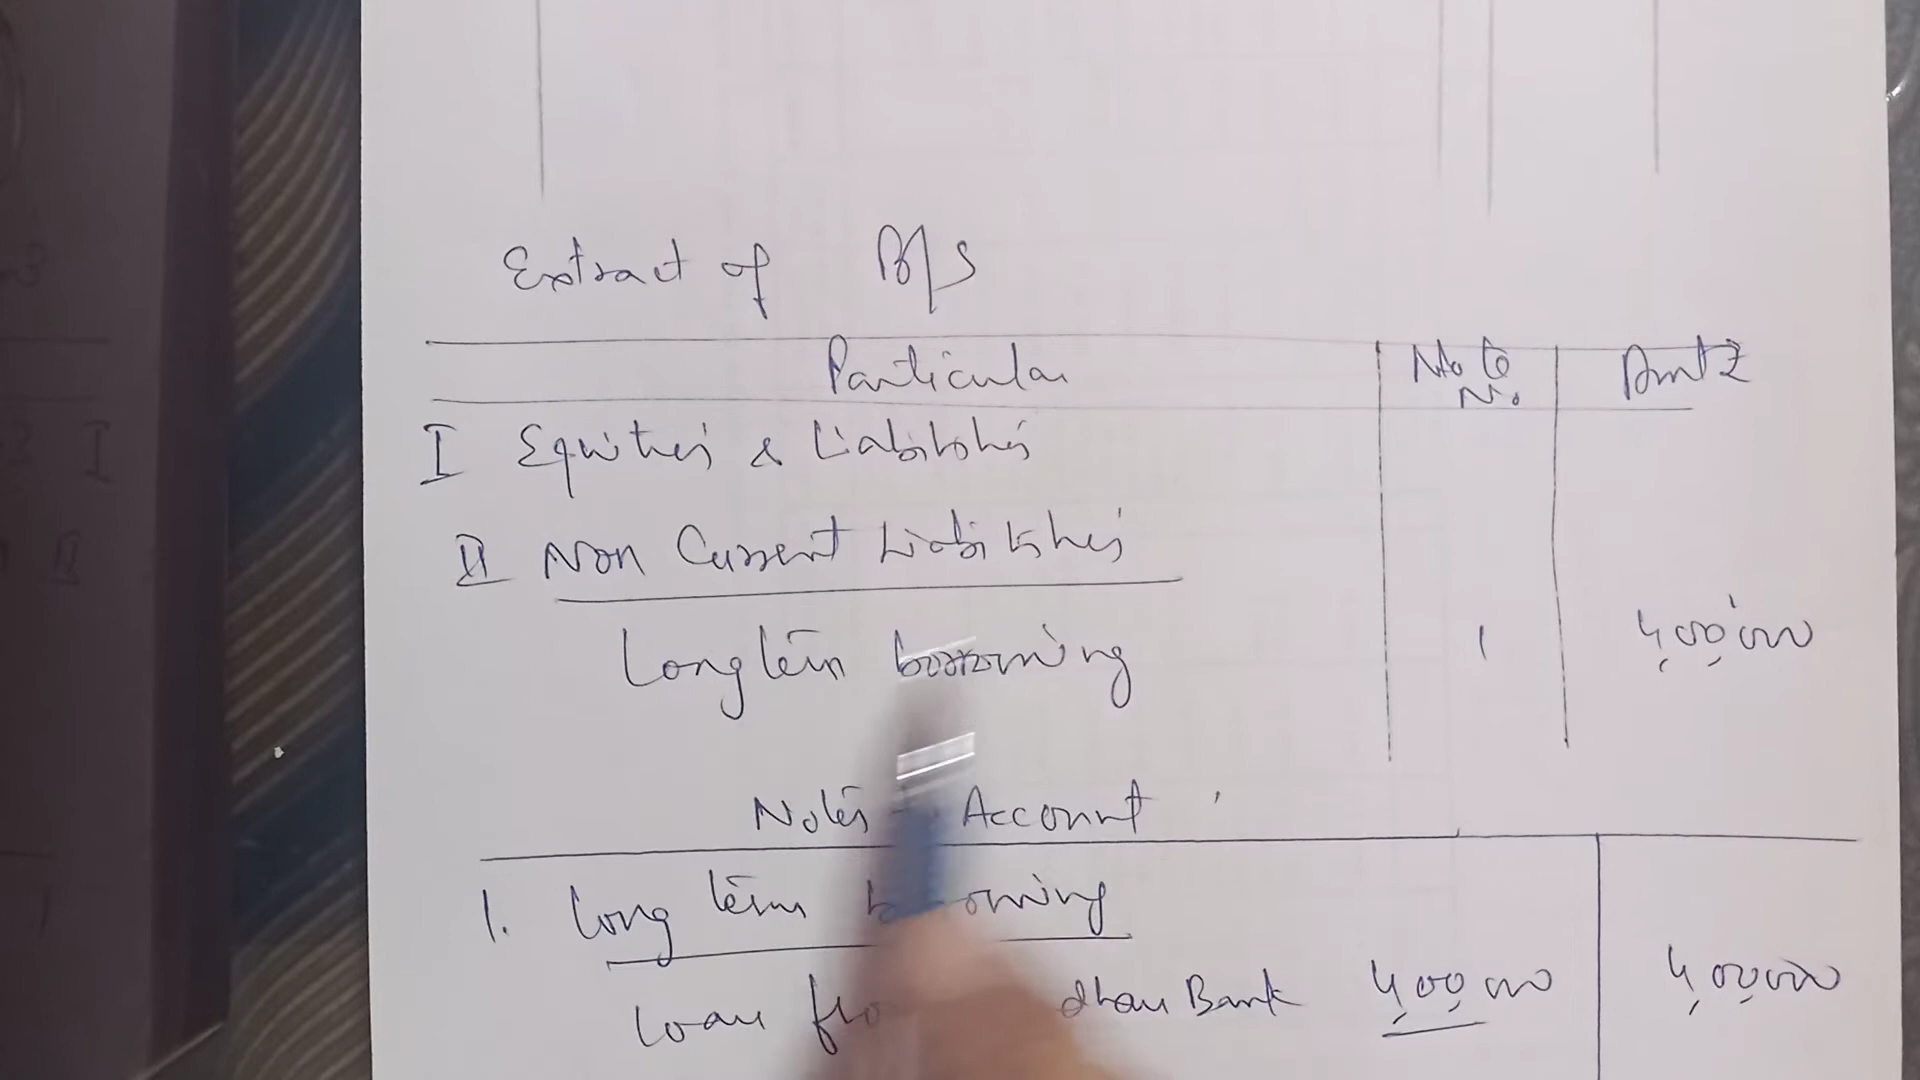 Extract of B/S
Particular Note No. Amt ₹
I Equities & Liabilities
II Non Current Liabilities
Long term borrowing 1 4,00,000
Notes Account
1. Long term borrowing
Loan Bank 4,00,000 4,00,000